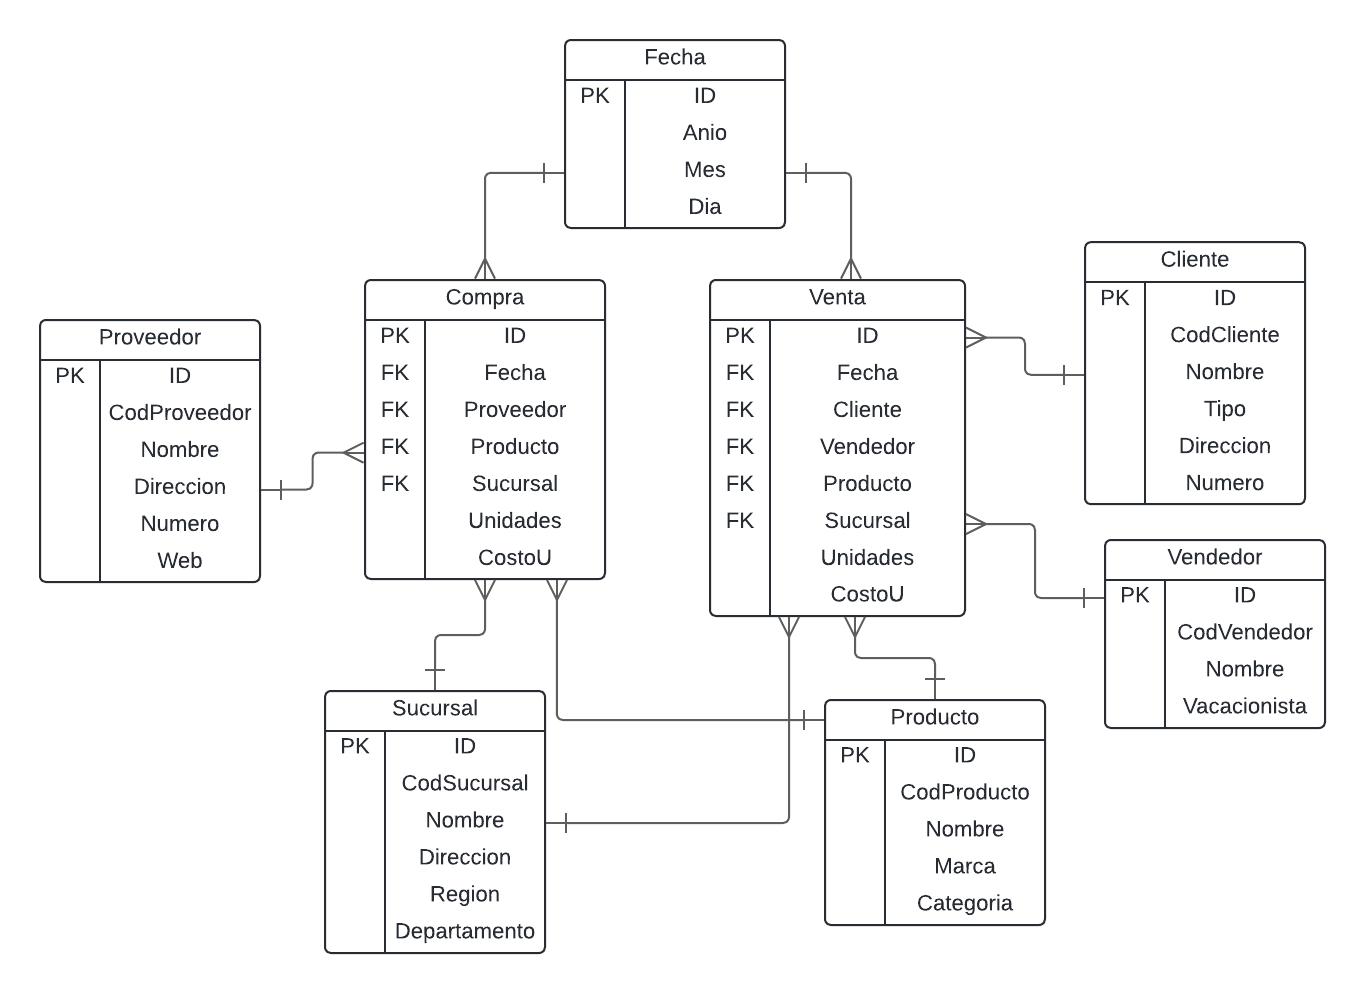 Fecha
PK ID
Anio
Mes
Dia
Compra
PK ID
FK Fecha
FK Proveedor
FK Producto
FK Sucursal
Unidades
CostoU
Venta
PK ID
FK Fecha
FK Cliente
FK Vendedor
FK Producto
FK Sucursal
Unidades
CostoU
Cliente
PK ID
CodCliente
Nombre
Tipo
Direccion
Numero
Proveedor
PK ID
CodProveedor
Nombre
Direccion
Numero
Web
Vendedor
PK ID
CodVendedor
Nombre
Vacacionista
Sucursal
PK ID
CodSucursal
Nombre
Direccion
Region
Departamento
Producto
PK ID
CodProducto
Nombre
Marca
Categoria